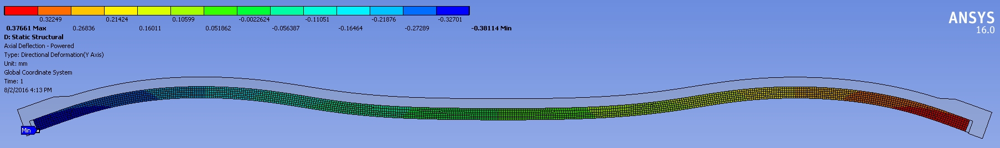 0.32249 0.21424 0.10599 -0.0022624 -0.11051 -0.21876 -0.32701
0.37661 Max 0.26836 0.16011 0.051862 -0.056387 -0.16464 -0.27289 -0.38114 Min
D: Static Structural
Axial Deflection - Powered
Type: Directional Deformation(Y Axis)
Unit: mm
Global Coordinate System
Time: 1
8/2/2016 4:13 PM
ANSYS
16.0
Min